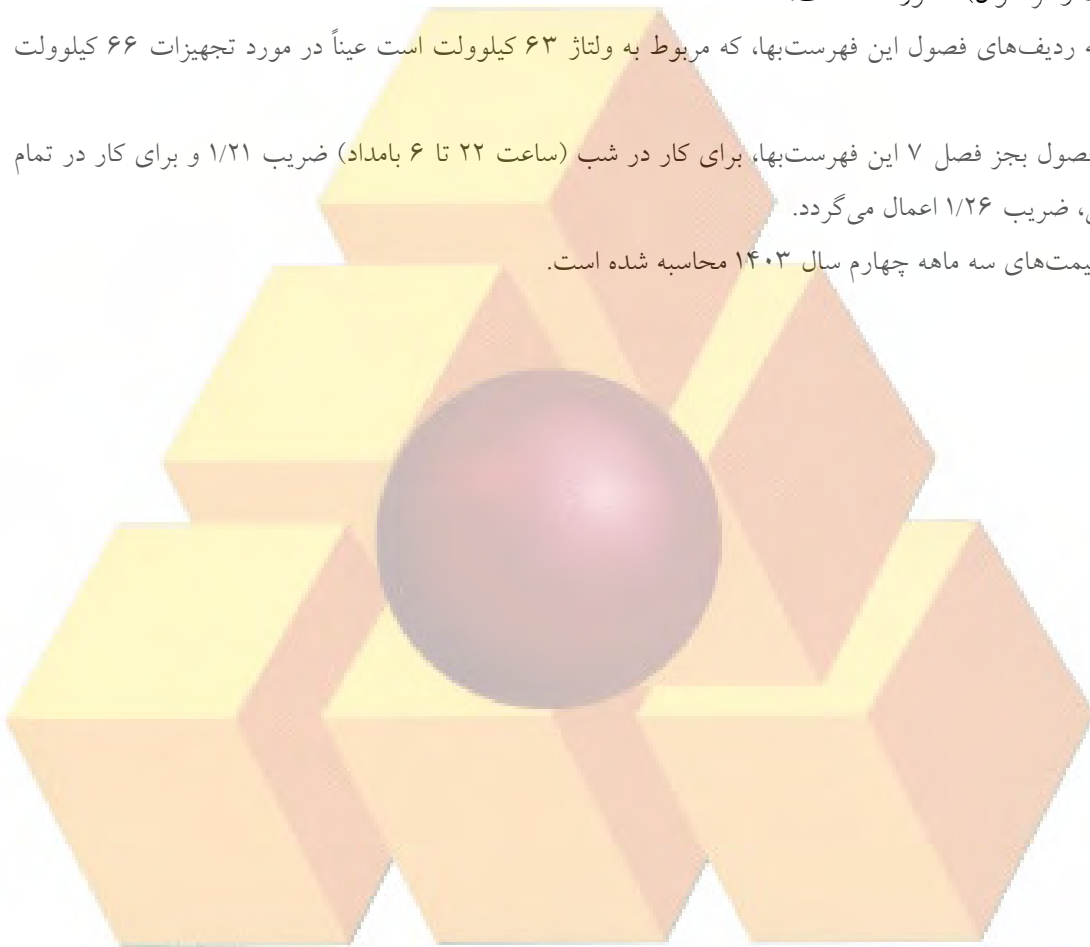 ه ردیف‌های فصول این فهرست‌بها، که مربوط به ولتاژ ۶۳ کیلوولت است عیناً در مورد تجهیزات ۶۶ کیلوولت
صول بجز فصل ۷ این فهرست‌بها، برای کار در شب (ساعت ۲۲ تا ۶ بامداد) ضریب ۱/۲۱ و برای کار در تمام
، ضریب ۱/۲۶ اعمال می‌گردد.
یمت‌های سه ماهه چهارم سال ۱۴۰۳ محاسبه شده است.